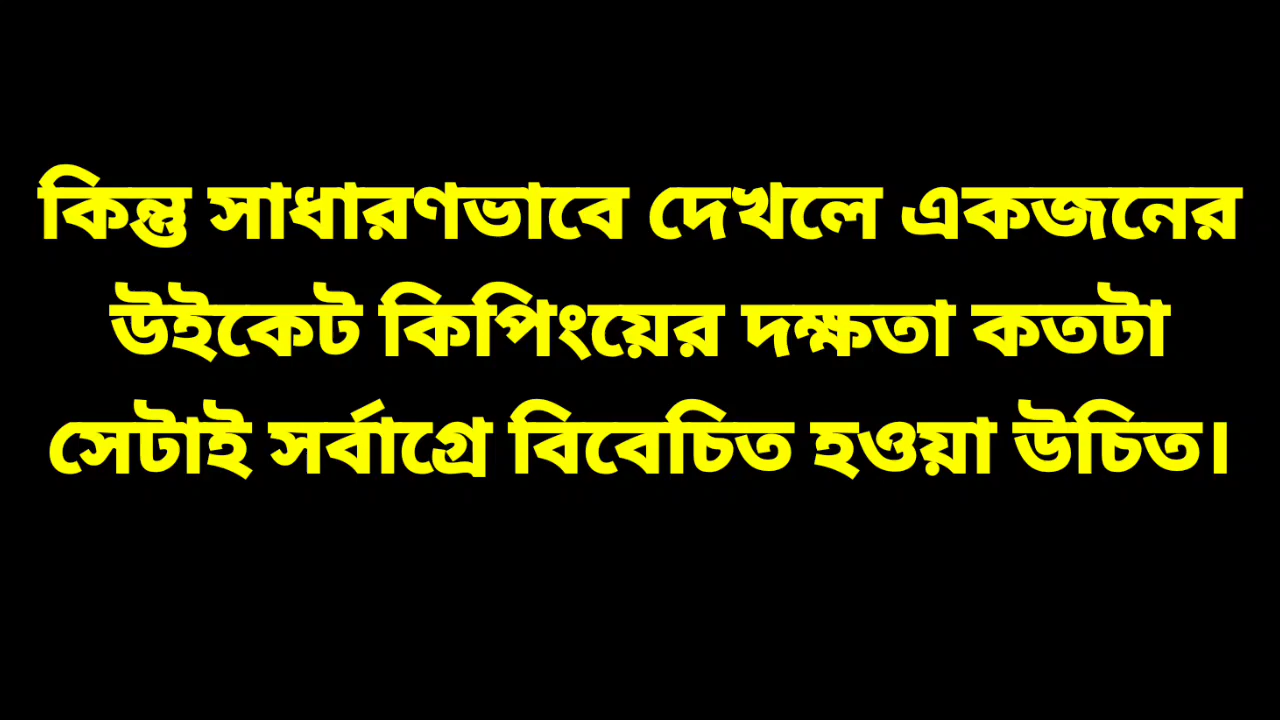 কিন্তু সাধারণভাবে দেখলে একজনের
উইকেট কিপিংয়ের দক্ষতা কতটা
সেটাই সর্বাগ্রে বিবেচিত হওয়া উচিত।